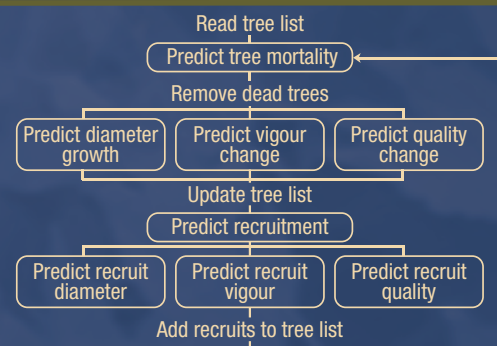 Read tree list
Predict tree mortality
Remove dead trees
Predict diameter
growth
Predict vigour
change
Predict quality
change
Update tree list
Predict recruitment
Predict recruit
diameter
Predict recruit
vigour
Predict recruit
quality
Add recruits to tree list